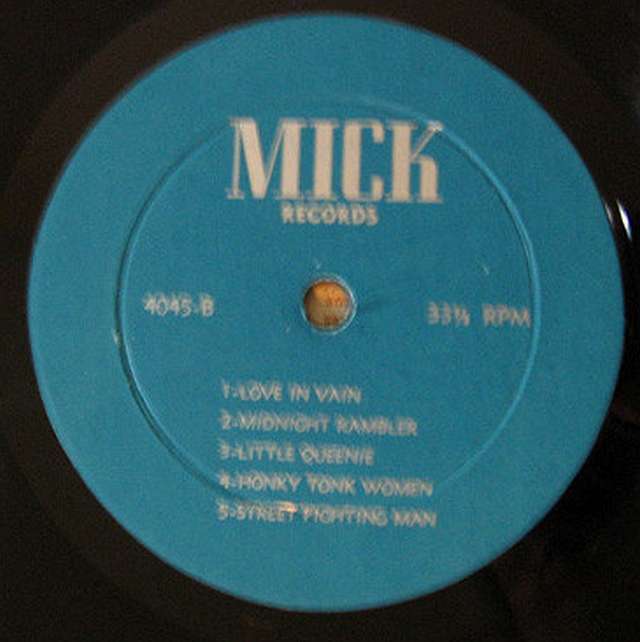 MICK
RECORDS
4045-B
33⅓ RPM
1-LOVE IN VAIN
2-MIDNIGHT RAMBLER
3-LITTLE QUEENIE
4-HONKY TONK WOMEN
5-STREET FIGHTING MAN